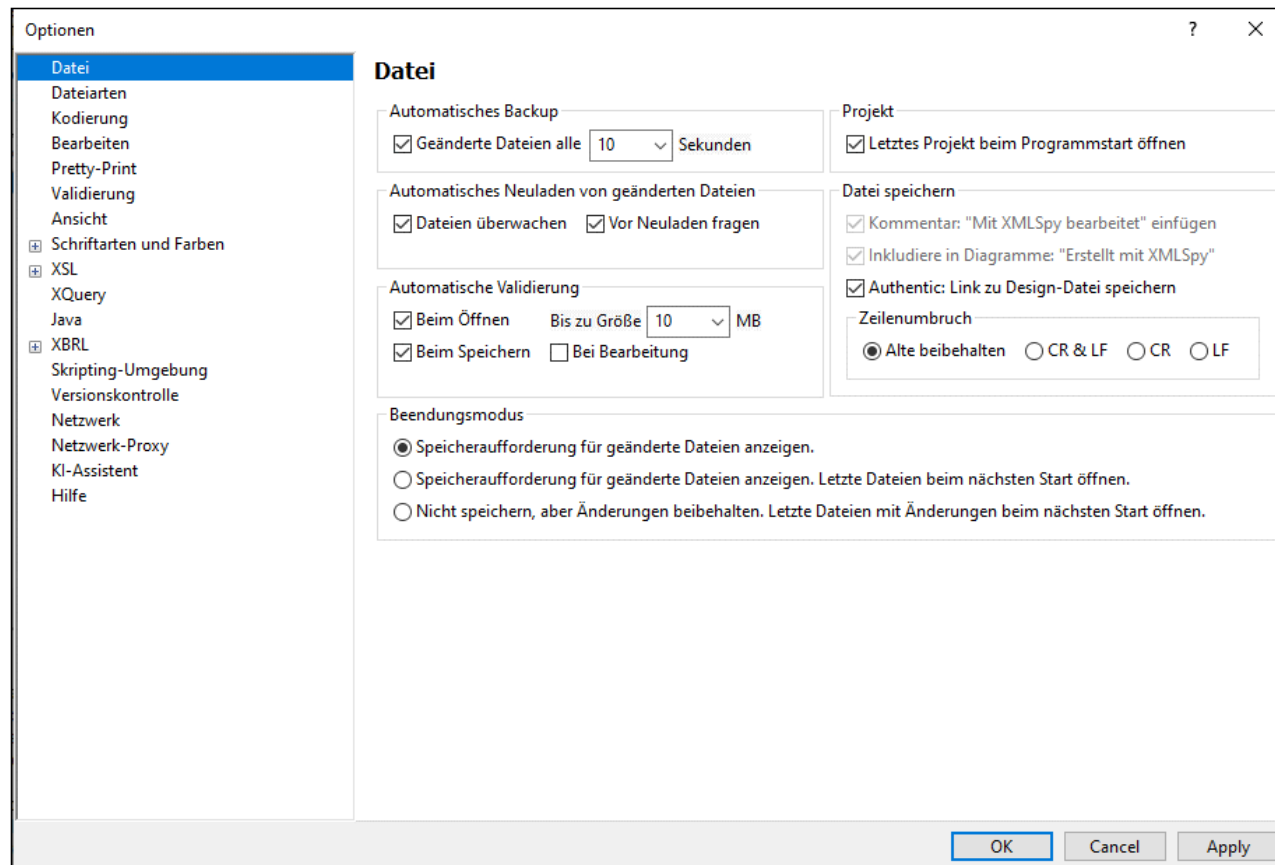 Optionen
?
Datei
Dateiarten
Kodierung
Bearbeiten
Pretty-Print
Validierung
Ansicht
Schriftarten und Farben
XSL
XQuery
Java
XBRL
Skripting-Umgebung
Versionskontrolle
Netzwerk
Netzwerk-Proxy
KI-Assistent
Hilfe
Datei
Automatisches Backup
Geänderte Dateien alle 10 Sekunden
Automatisches Neuladen von geänderten Dateien
Dateien überwachen Vor Neuladen fragen
Automatische Validierung
Beim Öffnen Bis zu Größe 10 MB
Beim Speichern Bei Bearbeitung
Projekt
Letztes Projekt beim Programmstart öffnen
Datei speichern
Kommentar: "Mit XMLSpy bearbeitet" einfügen
Inkludiere in Diagramme: "Erstellt mit XMLSpy"
Authentic: Link zu Design-Datei speichern
Zeilenumbruch
Alte beibehalten CR & LF CR LF
Beendungsmodus
Speicheraufforderung für geänderte Dateien anzeigen.
Speicheraufforderung für geänderte Dateien anzeigen. Letzte Dateien beim nächsten Start öffnen.
Nicht speichern, aber Änderungen beibehalten. Letzte Dateien mit Änderungen beim nächsten Start öffnen.
OK Cancel Apply